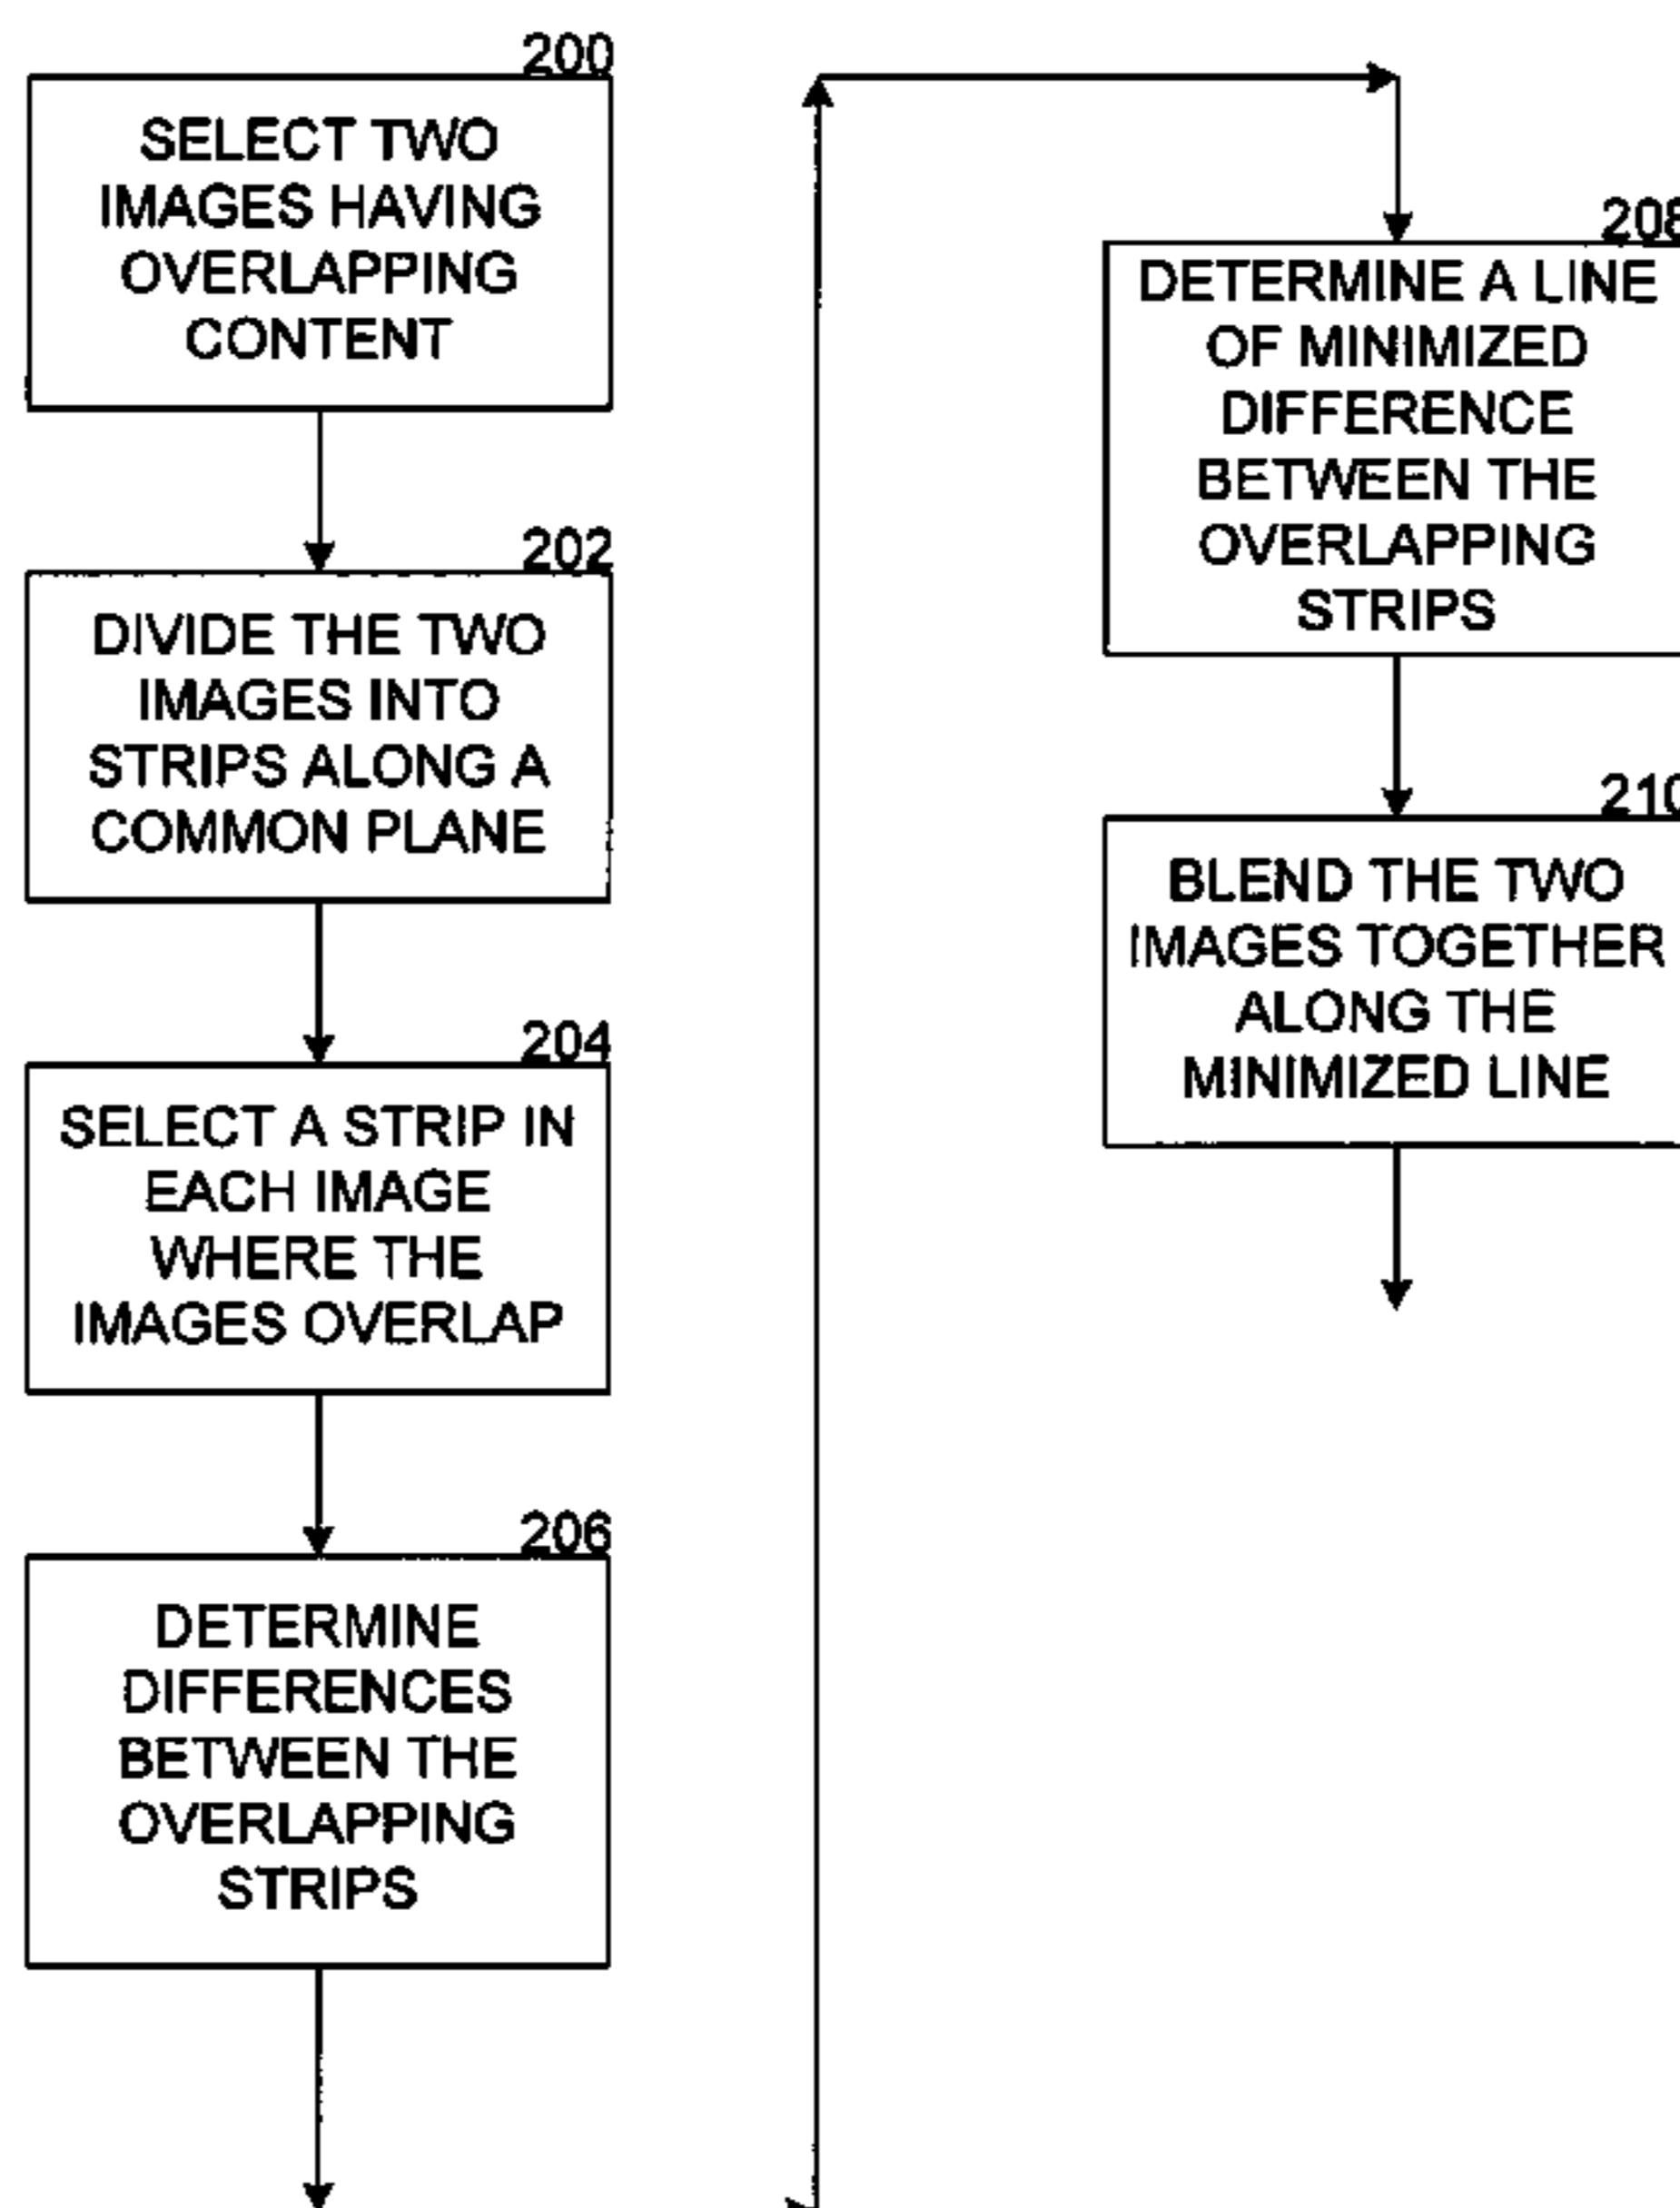 200
SELECT TWO
IMAGES HAVING
OVERLAPPING
CONTENT
202
DIVIDE THE TWO
IMAGES INTO
STRIPS ALONG A
COMMON PLANE
204
SELECT A STRIP IN
EACH IMAGE
WHERE THE
IMAGES OVERLAP
206
DETERMINE
DIFFERENCES
BETWEEN THE
OVERLAPPING
STRIPS
208
DETERMINE A LINE
OF MINIMIZED
DIFFERENCE
BETWEEN THE
OVERLAPPING
STRIPS
210
BLEND THE TWO
IMAGES TOGETHER
ALONG THE
MINIMIZED LINE